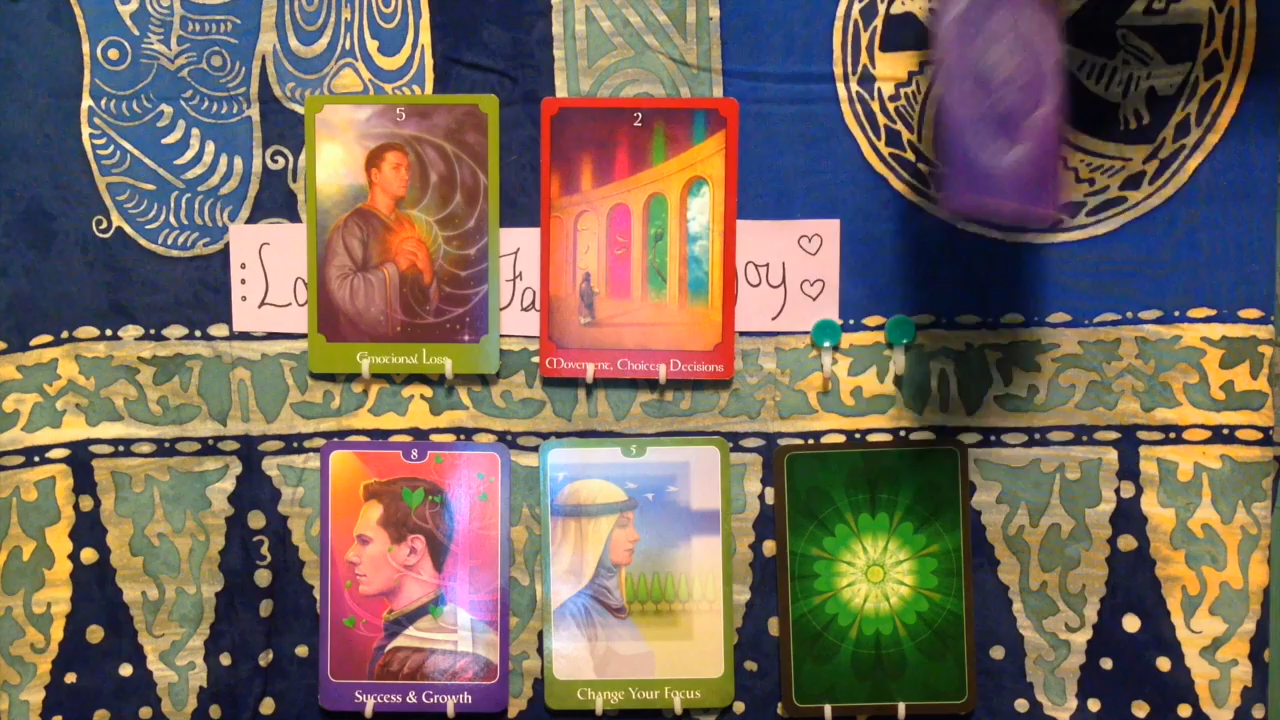 5
2
Emotional Loss
Movement, Choices, Decisions
8
5
Success & Growth
Change Your Focus